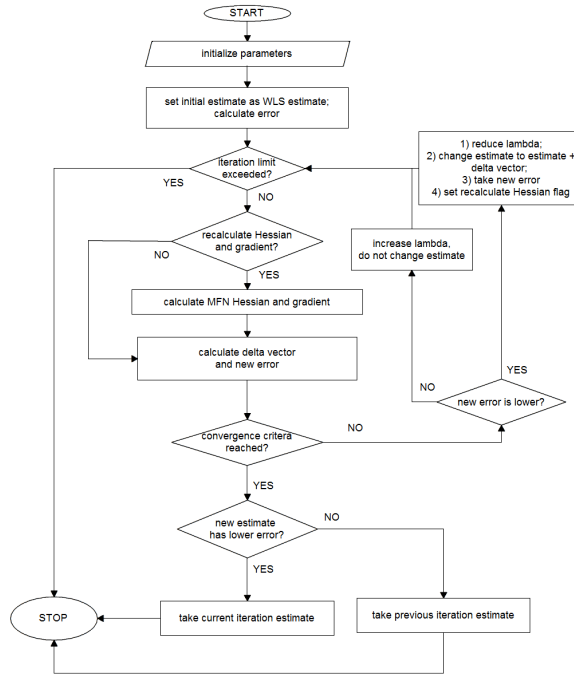 START
initialize parameters
set initial estimate as WLS estimate;
calculate error
iteration limit
exceeded?
YES
NO
1) reduce lambda;
2) change estimate to estimate +
delta vector;
3) take new error
4) set recalculate Hessian flag
recalculate Hessian
and gradient?
NO
YES
increase lambda,
do not change estimate
calculate MFN Hessian and gradient
calculate delta vector
and new error
YES
NO
new error is lower?
convergence critera
reached?
NO
YES
new estimate
has lower error?
NO
YES
STOP
take current iteration estimate
take previous iteration estimate